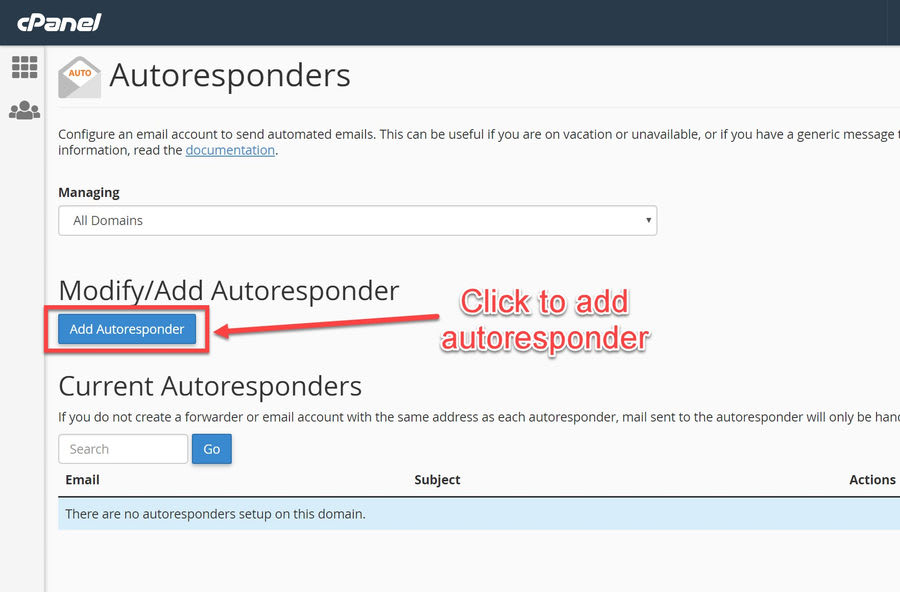 cPanel
AUTO
Autoresponders
Configure an email account to send automated emails. This can be useful if you are on vacation or unavailable, or if you have a generic message
information, read the documentation.
Managing
All Domains
Modify/Add Autoresponder
Add Autoresponder
Click to add
autoresponder
Current Autoresponders
If you do not create a forwarder or email account with the same address as each autoresponder, mail sent to the autoresponder will only be
Search
Go
Email Subject Actions
There are no autoresponders setup on this domain.